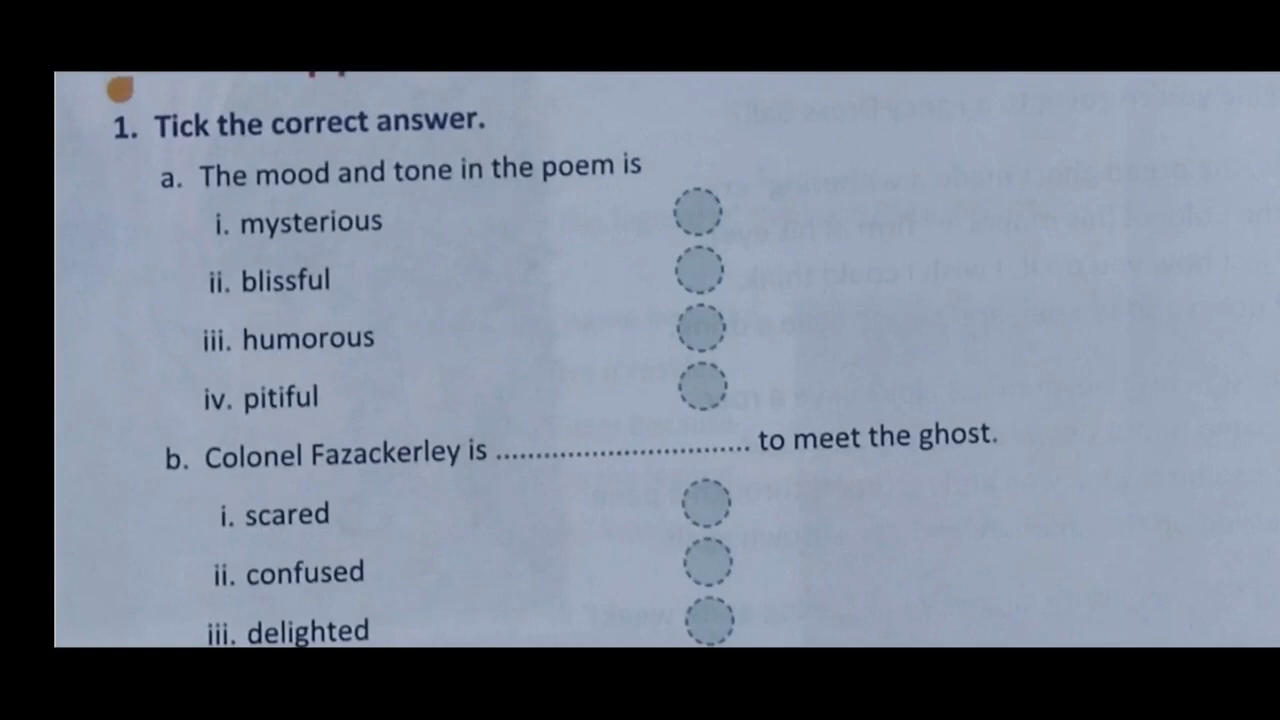 1. Tick the correct answer.
a. The mood and tone in the poem is
i. mysterious
ii. blissful
iii. humorous
iv. pitiful
b. Colonel Fazackerley is ................................ to meet the ghost.
i. scared
ii. confused
iii. delighted